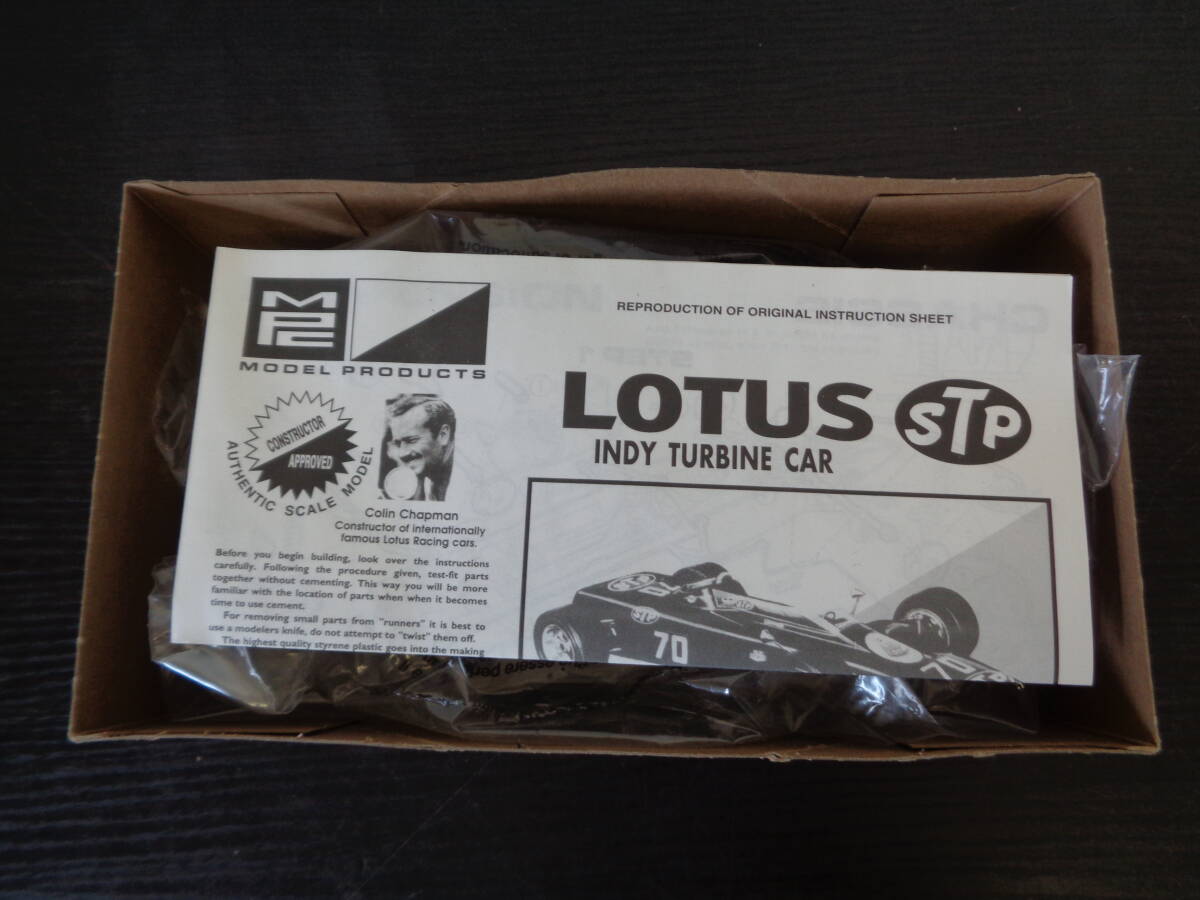 MPC
MODEL PRODUCTS
REPRODUCTION OF ORIGINAL INSTRUCTION SHEET
LOTUS STP
INDY TURBINE CAR
CONSTRUCTOR
APPROVED
AUTHENTIC SCALE MODEL
Colin Chapman
Constructor of internationally
famous Lotus Racing cars.
Before you begin building, look over the instructions
carefully. Following the procedure given, test-fit parts
together without cementing. This way you will be more
familiar with the location of parts when when it becomes
time to use cement.
For removing small parts from "runners" it is best to
use a modelers knife, do not attempt to "twist" them off.
The highest quality styrene plastic goes into the making
STP
STP
70
70
STP
STEP 1